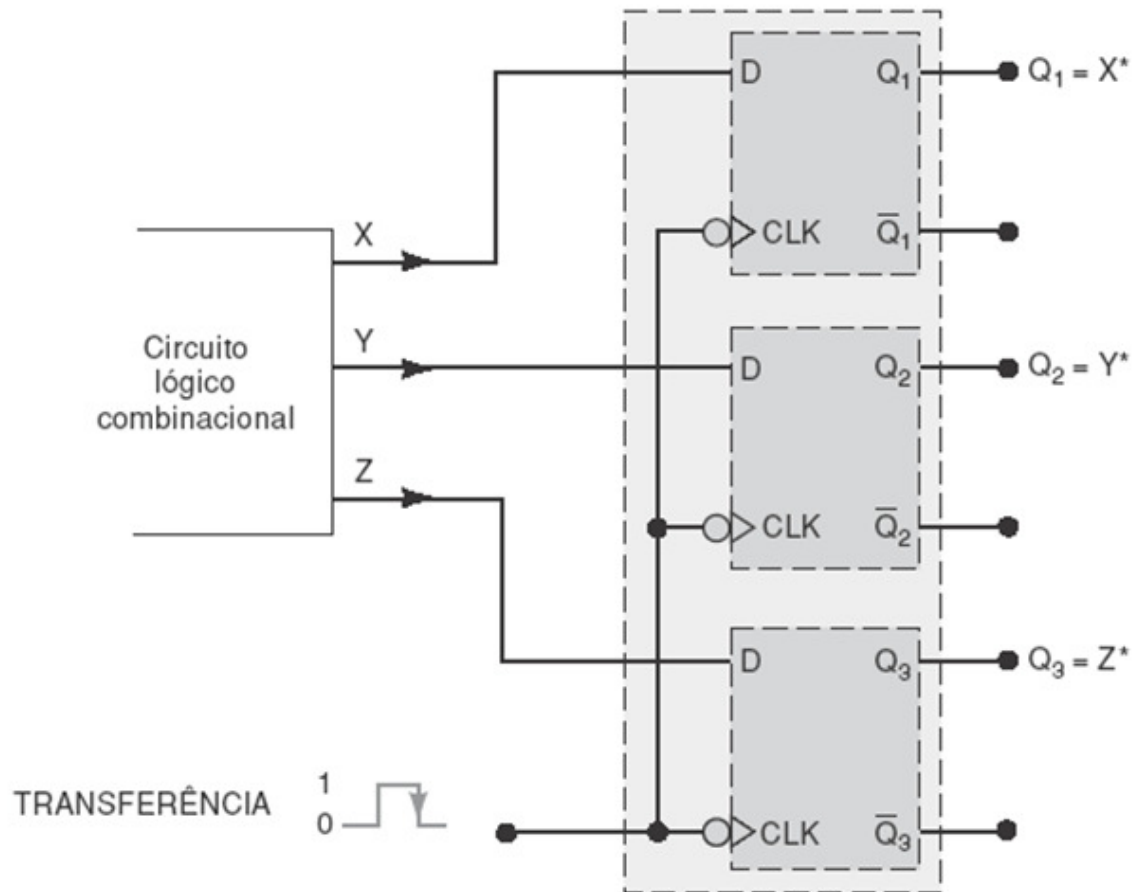 D Q₁ Q₁ = X*
X
CLK Q̅₁
Circuito
lógico
combinacional
Y
D Q₂ Q₂ = Y*
Z
CLK Q̅₂
D Q₃ Q₃ = Z*
TRANSFERÊNCIA
1
0
CLK Q̅₃